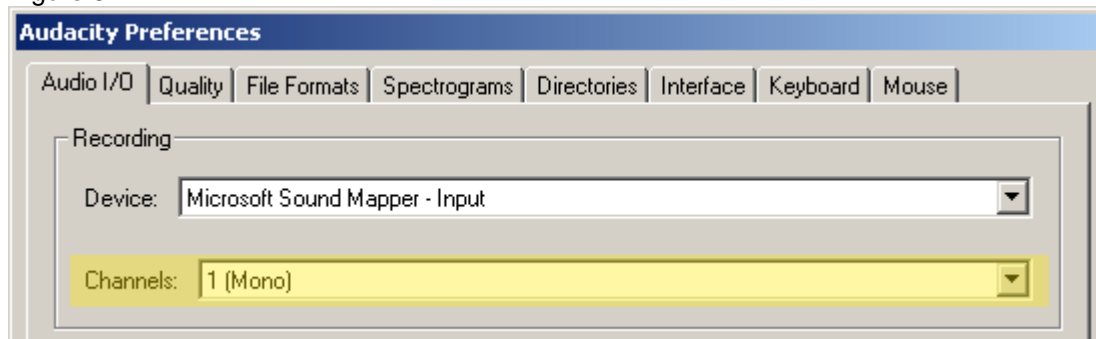 Audacity Preferences
Audio I/O Quality File Formats Spectrograms Directories Interface Keyboard Mouse
Recording
Device: Microsoft Sound Mapper - Input
Channels: 1 (Mono)